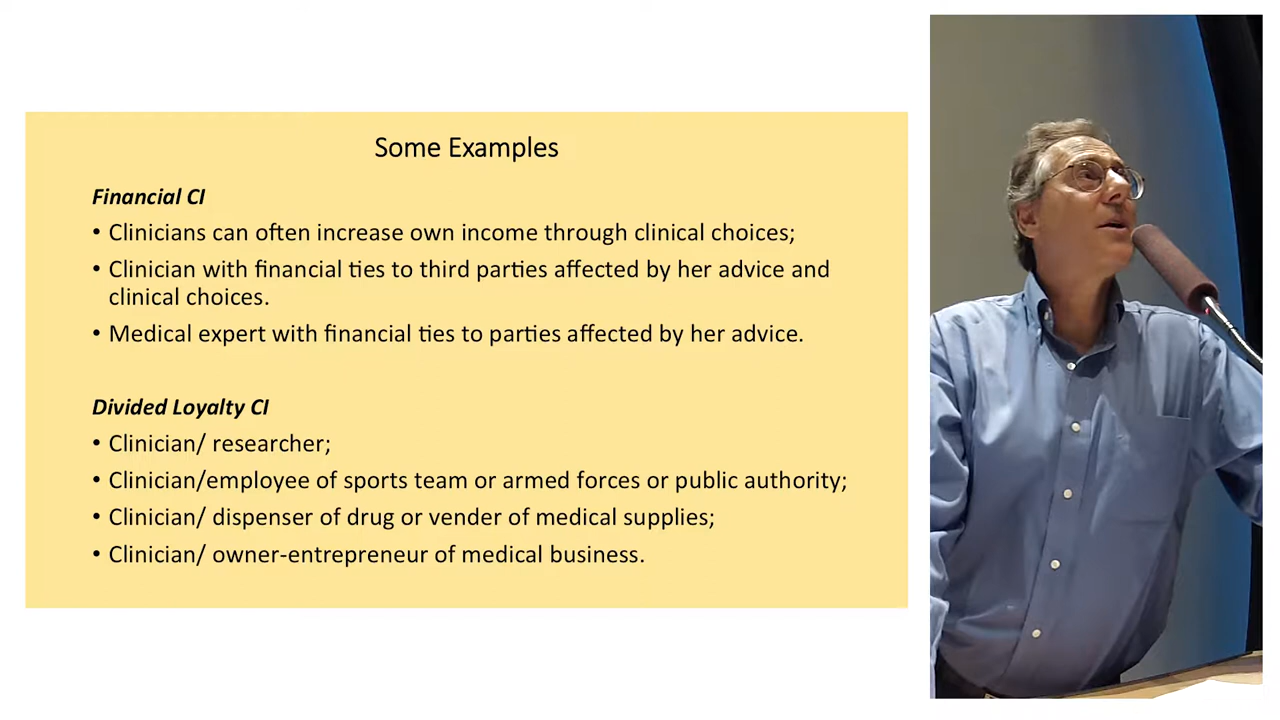 Some Examples
Financial CI
• Clinicians can often increase own income through clinical choices;
• Clinician with financial ties to third parties affected by her advice and
clinical choices.
• Medical expert with financial ties to parties affected by her advice.
Divided Loyalty CI
• Clinician/ researcher;
• Clinician/employee of sports team or armed forces or public authority;
• Clinician/ dispenser of drug or vender of medical supplies;
• Clinician/ owner-entrepreneur of medical business.